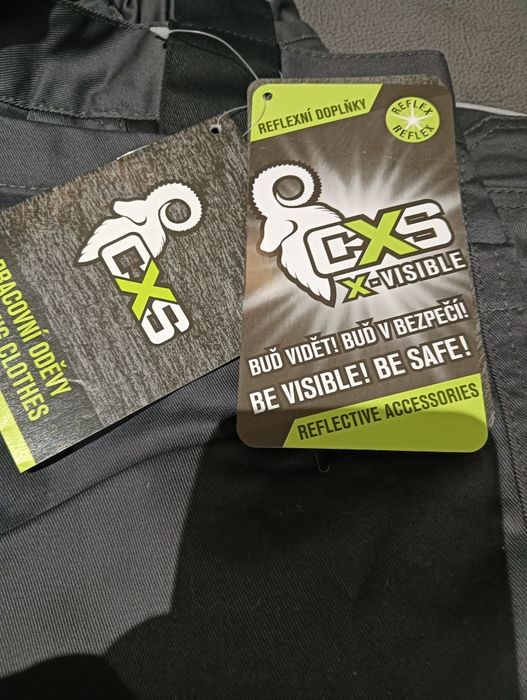 REFLEXNÍ DOPLŇKY
REFLEX
REFLEX
CXS
X-VISIBLE
BUĎ VIDĚT! BUĎ V BEZPEČÍ!
BE VISIBLE! BE SAFE!
REFLECTIVE ACCESSORIES
CXS
PRACOVNÍ ODĚVY
CLOTHES